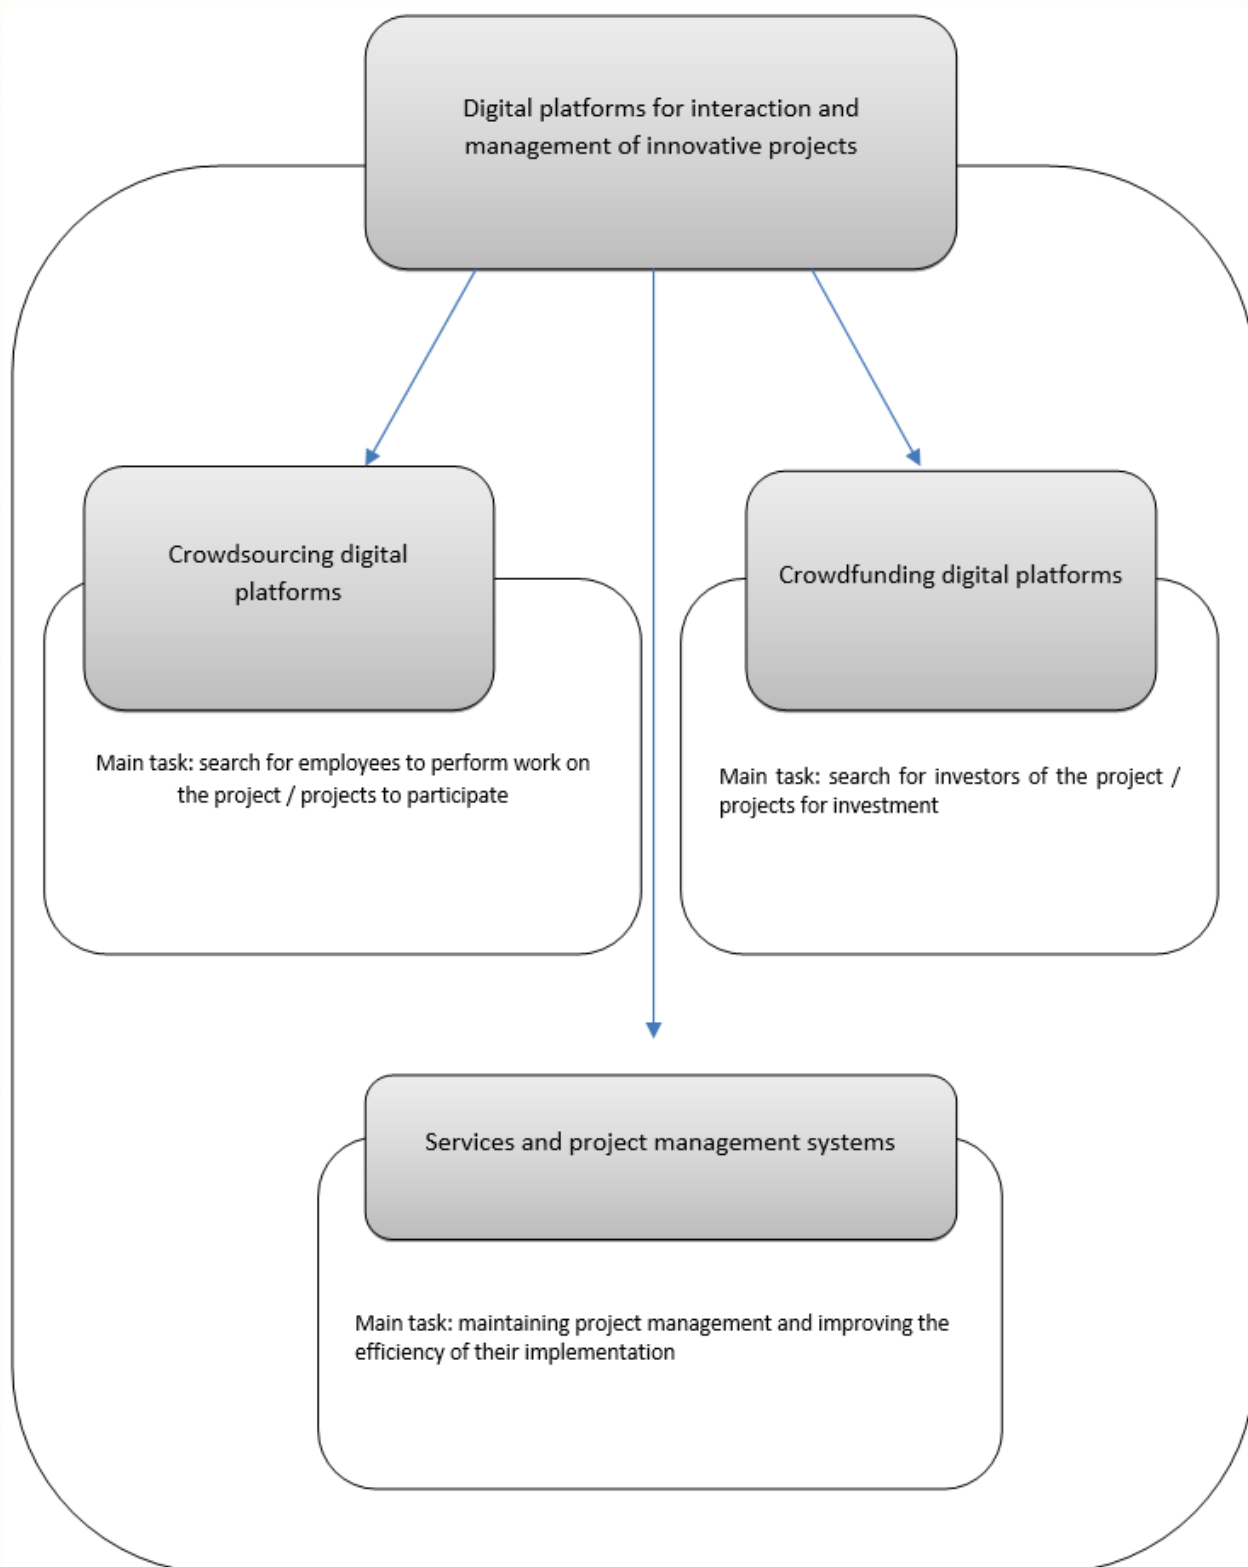 Digital platforms for interaction and
management of innovative projects
Crowdsourcing digital
platforms
Main task: search for employees to perform work on
the project / projects to participate
Crowdfunding digital platforms
Main task: search for investors of the project /
projects for investment
Services and project management systems
Main task: maintaining project management and improving the
efficiency of their implementation